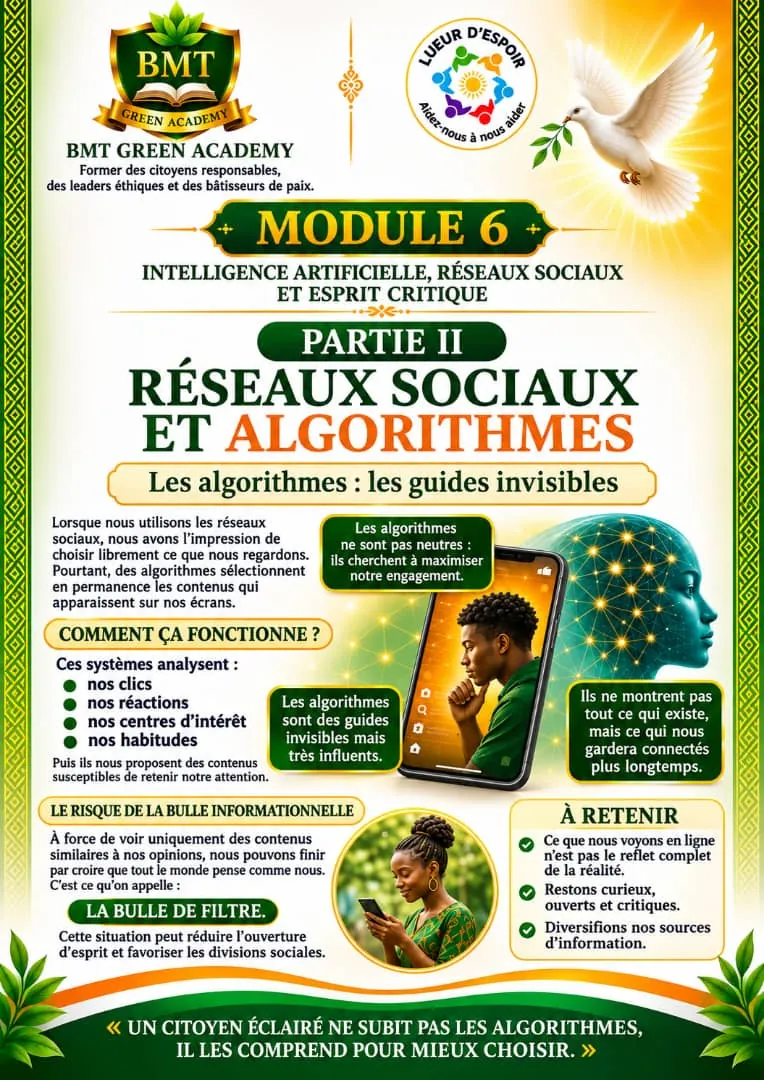 BMT
GREEN ACADEMY
BMT GREEN ACADEMY
Former des citoyens responsables,
des leaders éthiques et des bâtisseurs de paix.
LUEUR D'ESPOIR
Aidez-nous à nous aider
MODULE 6
INTELLIGENCE ARTIFICIELLE, RÉSEAUX SOCIAUX
ET ESPRIT CRITIQUE
PARTIE II
RÉSEAUX SOCIAUX
ET ALGORITHMES
Les algorithmes : les guides invisibles
Lorsque nous utilisons les réseaux
sociaux, nous avons l'impression de
choisir librement ce que nous regardons.
Pourtant, des algorithmes sélectionnent
en permanence les contenus qui
apparaissent sur nos écrans.
Les algorithmes
ne sont pas neutres :
ils cherchent à maximiser
notre engagement.
COMMENT ÇA FONCTIONNE ?
Ces systèmes analysent :
nos clics
nos réactions
nos centres d'intérêt
nos habitudes
Puis ils nous proposent des contenus
susceptibles de retenir notre attention.
Les algorithmes
sont des guides
invisibles mais
très influents.
Ils ne montrent pas
tout ce qui existe,
mais ce qui nous
gardera connectés
plus longtemps.
LE RISQUE DE LA BULLE INFORMATIONNELLE
À force de voir uniquement des contenus
similaires à nos opinions, nous pouvons finir
par croire que tout le monde pense comme nous.
C'est ce qu'on appelle :
LA BULLE DE FILTRE.
Cette situation peut réduire l'ouverture
d'esprit et favoriser les divisions sociales.
À RETENIR
Ce que nous voyons en ligne
n'est pas le reflet complet
de la réalité.
Restons curieux,
ouverts et critiques.
Diversifions nos sources
d'information.
« UN CITOYEN ÉCLAIRÉ NE SUBIT PAS LES ALGORITHMES,
IL LES COMPREND POUR MIEUX CHOISIR. »